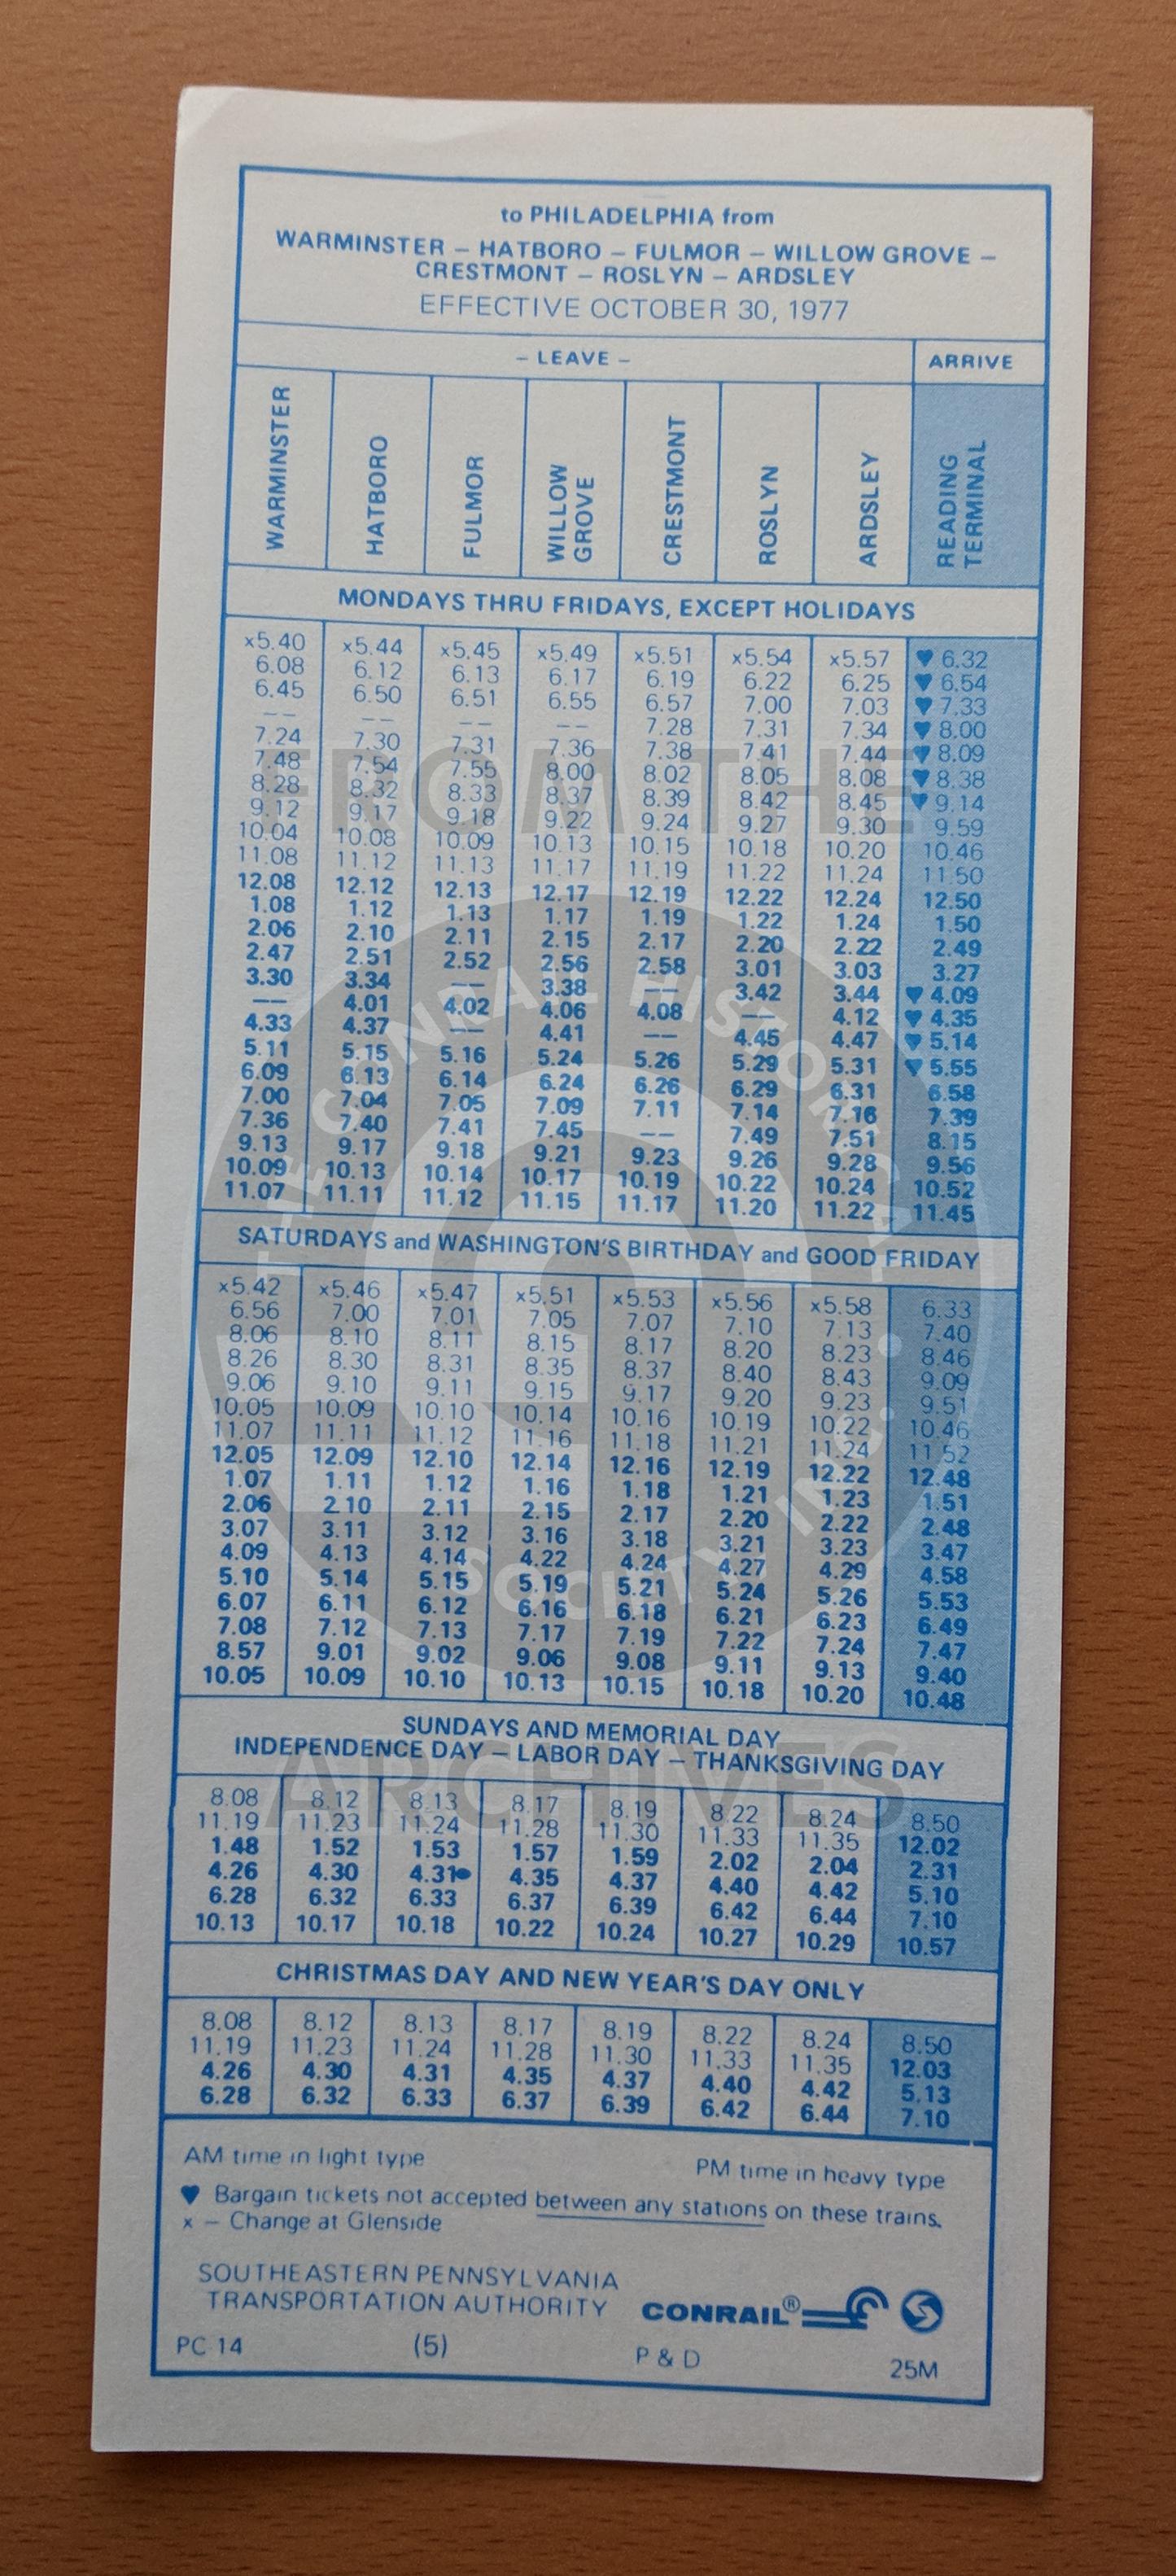 to PHILADELPHIA from
WARMINSTER – HATBORO – FULMOR – WILLOW GROVE –
CRESTMONT – ROSLYN – ARDSLEY
EFFECTIVE OCTOBER 30, 1977
– LEAVE – ARRIVE
WARMINSTER HATBORO FULMOR WILLOW GROVE CRESTMONT ROSLYN ARDSLEY READING TERMINAL
MONDAYS THRU FRIDAYS, EXCEPT HOLIDAYS
x5.40 x5.44 x5.45 x5.49 x5.51 x5.54 x5.57 ♥ 6.32
6.08 6.12 6.13 6.17 6.19 6.22 6.25 ♥ 6.54
6.45 6.50 6.51 6.55 6.57 7.00 7.03 ♥ 7.33
–– –– –– –– 7.28 7.31 7.34 ♥ 8.00
7.24 7.30 7.31 7.36 7.38 7.41 7.44 ♥ 8.09
7.48 7.54 7.55 8.00 8.02 8.05 8.08 ♥ 8.38
8.28 8.32 8.33 8.37 8.39 8.42 8.45 ♥ 9.14
9.12 9.17 9.18 9.22 9.24 9.27 9.30 9.59
10.04 10.08 10.09 10.13 10.15 10.18 10.20 10.46
11.08 11.12 11.13 11.17 11.19 11.22 11.24 11.50
12.08 12.12 12.13 12.17 12.19 12.22 12.24 12.50
1.08 1.12 1.13 1.17 1.19 1.22 1.24 1.50
2.06 2.10 2.11 2.15 2.17 2.20 2.22 2.49
2.47 2.51 2.52 2.56 2.58 3.01 3.03 3.27
3.30 3.34 –– 3.38 –– 3.42 3.44 ♥ 4.09
–– 4.01 4.02 4.06 4.08 –– 4.12 ♥ 4.35
4.33 4.37 –– 4.41 –– 4.45 4.47 ♥ 5.14
5.11 5.15 5.16 5.24 5.26 5.29 5.31 ♥ 5.55
6.09 6.13 6.14 6.24 6.26 6.29 6.31 6.58
7.00 7.04 7.05 7.09 7.11 7.14 7.16 7.39
7.36 7.40 7.41 7.45 –– 7.49 7.51 8.15
9.13 9.17 9.18 9.21 9.23 9.26 9.28 9.56
10.09 10.13 10.14 10.17 10.19 10.22 10.24 10.52
11.07 11.11 11.12 11.15 11.17 11.20 11.22 11.45
SATURDAYS and WASHINGTON'S BIRTHDAY and GOOD FRIDAY
x5.42 x5.46 x5.47 x5.51 x5.53 x5.56 x5.58 6.33
6.56 7.00 7.01 7.05 7.07 7.10 7.13 7.40
8.06 8.10 8.11 8.15 8.17 8.20 8.23 8.46
8.26 8.30 8.31 8.35 8.37 8.40 8.43 9.09
9.06 9.10 9.11 9.15 9.17 9.20 9.23 9.51
10.05 10.09 10.10 10.14 10.16 10.19 10.22 10.46
11.07 11.11 11.12 11.16 11.18 11.21 11.24 11.52
12.05 12.09 12.10 12.14 12.16 12.19 12.22 12.48
1.07 1.11 1.12 1.16 1.18 1.21 1.23 1.51
2.06 2.10 2.11 2.15 2.17 2.20 2.22 2.48
3.07 3.11 3.12 3.16 3.18 3.21 3.23 3.47
4.09 4.13 4.14 4.22 4.24 4.27 4.29 4.58
5.10 5.14 5.15 5.19 5.21 5.24 5.26 5.53
6.07 6.11 6.12 6.16 6.18 6.21 6.23 6.49
7.08 7.12 7.13 7.17 7.19 7.22 7.24 7.47
8.57 9.01 9.02 9.06 9.08 9.11 9.13 9.40
10.05 10.09 10.10 10.13 10.15 10.18 10.20 10.48
SUNDAYS AND MEMORIAL DAY
INDEPENDENCE DAY – LABOR DAY – THANKSGIVING DAY
8.08 8.12 8.13 8.17 8.19 8.22 8.24 8.50
11.19 11.23 11.24 11.28 11.30 11.33 11.35 12.02
1.48 1.52 1.53 1.57 1.59 2.02 2.04 2.31
4.26 4.30 4.31 4.35 4.37 4.40 4.42 5.10
6.28 6.32 6.33 6.37 6.39 6.42 6.44 7.10
10.13 10.17 10.18 10.22 10.24 10.27 10.29 10.57
CHRISTMAS DAY AND NEW YEAR'S DAY ONLY
8.08 8.12 8.13 8.17 8.19 8.22 8.24 8.50
11.19 11.23 11.24 11.28 11.30 11.33 11.35 12.03
4.26 4.30 4.31 4.35 4.37 4.40 4.42 5.13
6.28 6.32 6.33 6.37 6.39 6.42 6.44 7.10
AM time in light type PM time in heavy type
♥ Bargain tickets not accepted between any stations on these trains.
x – Change at Glenside
SOUTHEASTERN PENNSYLVANIA
TRANSPORTATION AUTHORITY CONRAIL®
PC 14 (5) P & D 25M
FROM THE
THE CONRAIL HISTORICAL
SOCIETY INC.
ARCHIVES